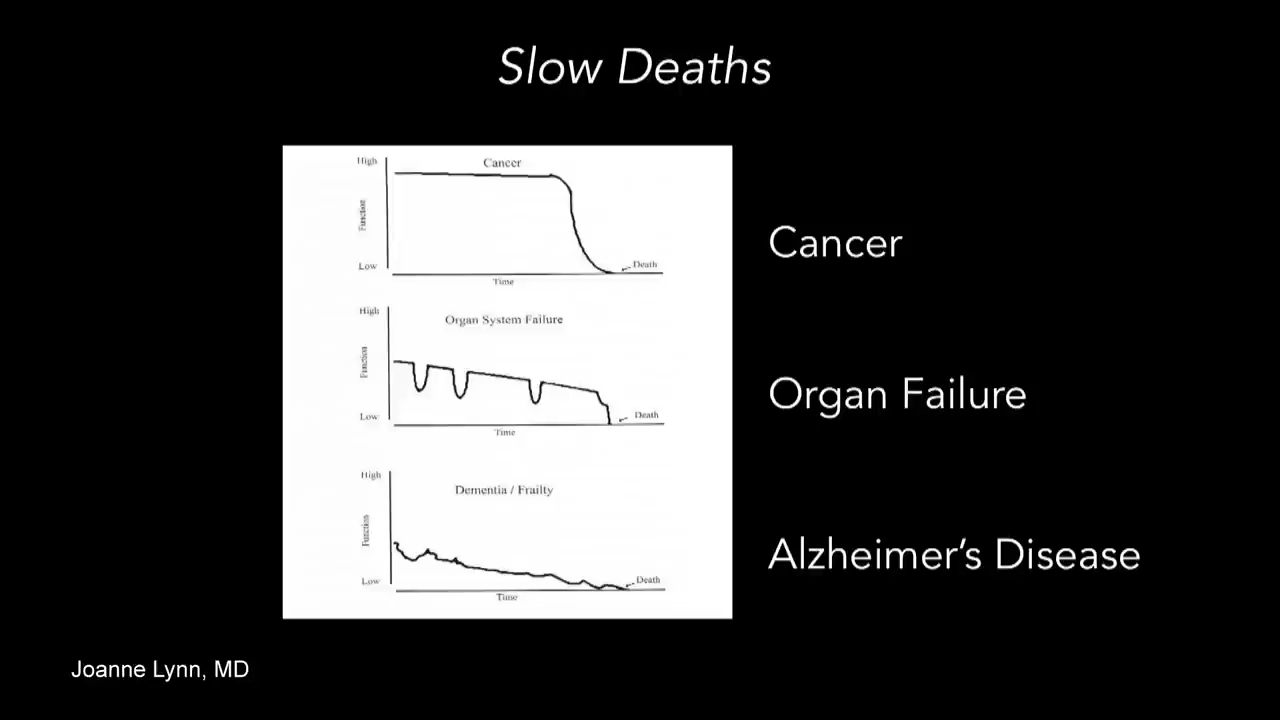 Slow Deaths
High
Cancer
Function
Low
Death
Time
Cancer
High
Organ System Failure
Function
Low
Death
Time
Organ Failure
High
Dementia / Frailty
Function
Low
Death
Time
Alzheimer's Disease
Joanne Lynn, MD